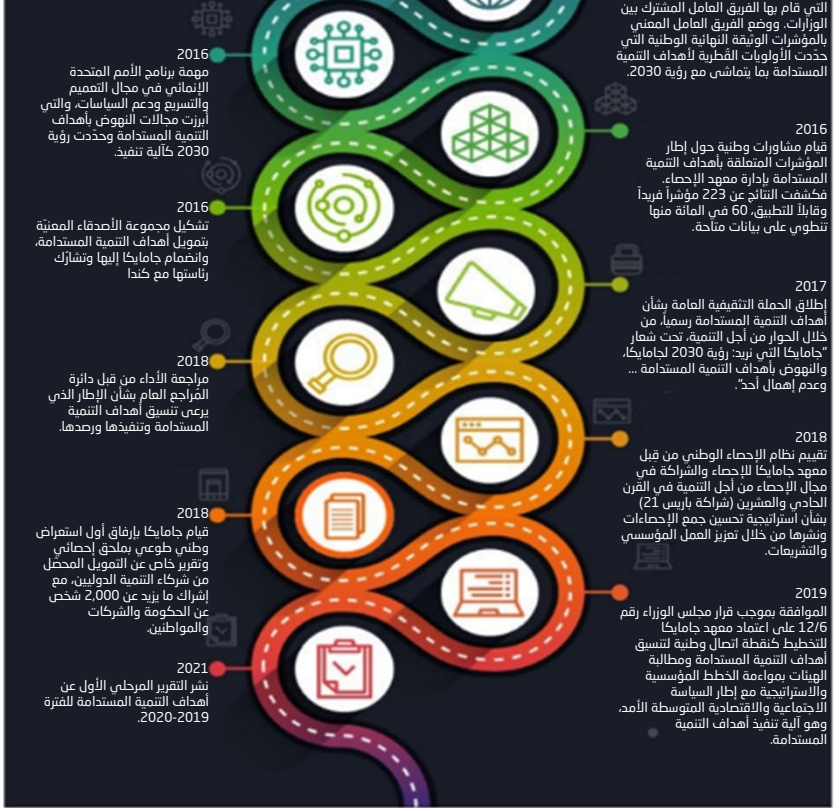 التي قام بها الفريق العامل المشترك بين
الوزارات. ووضع الفريق العامل المعني
بالمؤشرات الوثيقة النهائية الوطنية التي
حدّدت الأولويات القُطرية لأهداف التنمية
المستدامة بما يتماشى مع رؤية 2030.
2016
مهمة برنامج الأمم المتحدة
الإنمائي في مجال التعميم
والتسريع ودعم السياسات، والتي
أبرزت مجالات النهوض بأهداف
التنمية المستدامة وحدّدت رؤية
2030 كآلية تنفيذ.
2016
قيام مشاورات وطنية حول إطار
المؤشرات المتعلقة بأهداف التنمية
المستدامة بإدارة معهد الإحصاء.
فكشفت النتائج عن 223 مؤشراً فريداً
وقابلاً للتطبيق، 60 في المائة منها
تنطوي على بيانات متاحة.
2016
تشكيل مجموعة الأصدقاء المعنيّة
بتمويل أهداف التنمية المستدامة،
وانضمام جامايكا إليها وتشارُك
رئاستها مع كندا
2017
إطلاق الحملة التثقيفية العامة بشأن
أهداف التنمية المستدامة رسمياً، من
خلال الحوار من أجل التنمية، تحت شعار
"جامايكا التي نريد: رؤية 2030 لجامايكا،
والنهوض بأهداف التنمية المستدامة ...
وعدم إهمال أحد".
2018
مراجعة الأداء من قبل دائرة
المُراجع العام بشأن الإطار الذي
يرعى تنسيق أهداف التنمية
المستدامة وتنفيذها ورصدها.
2018
تقييم نظام الإحصاء الوطني من قِبل
معهد جامايكا للإحصاء والشراكة في
مجال الإحصاء من أجل التنمية في القرن
الحادي والعشرين (شراكة باريس 21)
بشأن استراتيجية تحسين جمع الإحصاءات
ونشرها من خلال تعزيز العمل المؤسسي
والتشريعات.
2018
قيام جامايكا بإرفاق أول استعراض
وطني طوعي بملحق إحصائي
وتقرير خاص عن التمويل المحصّل
من شركاء التنمية الدوليين، مع
إشراك ما يزيد عن 2,000 شخص
عن الحكومة والشركات
والمواطنين.
2019
الموافقة بموجب قرار مجلس الوزراء رقم
12/6 على اعتماد معهد جامايكا
للتخطيط كنقطة اتصال وطنية لتنسيق
أهداف التنمية المستدامة ومطالبة
الهيئات بمواءمة الخطط المؤسسية
والاستراتيجية مع إطار السياسة
الاجتماعية والاقتصادية المتوسطة الأمد،
وهو آلية تنفيذ أهداف التنمية
المستدامة.
2021
نشر التقرير المرحلي الأول عن
أهداف التنمية المستدامة للفترة
2019-2020.